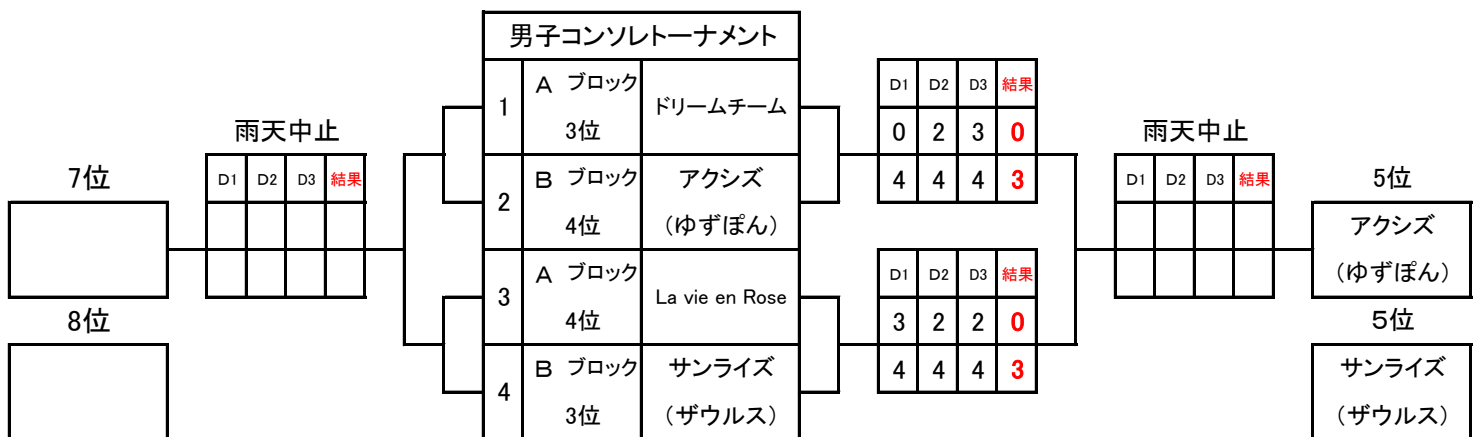 男子コンソレトーナメント
雨天中止
7位
D1 D2 D3 結果
8位
1 A ブロック 3位 ドリームチーム
2 B ブロック 4位 アクシズ (ゆずぽん)
3 A ブロック 4位 La vie en Rose
4 B ブロック 3位 サンライズ (ザウルス)
D1 D2 D3 結果
0 2 3 0
4 4 4 3
D1 D2 D3 結果
3 2 2 0
4 4 4 3
雨天中止
D1 D2 D3 結果
5位
アクシズ
(ゆずぽん)
5位
サンライズ
(ザウルス)